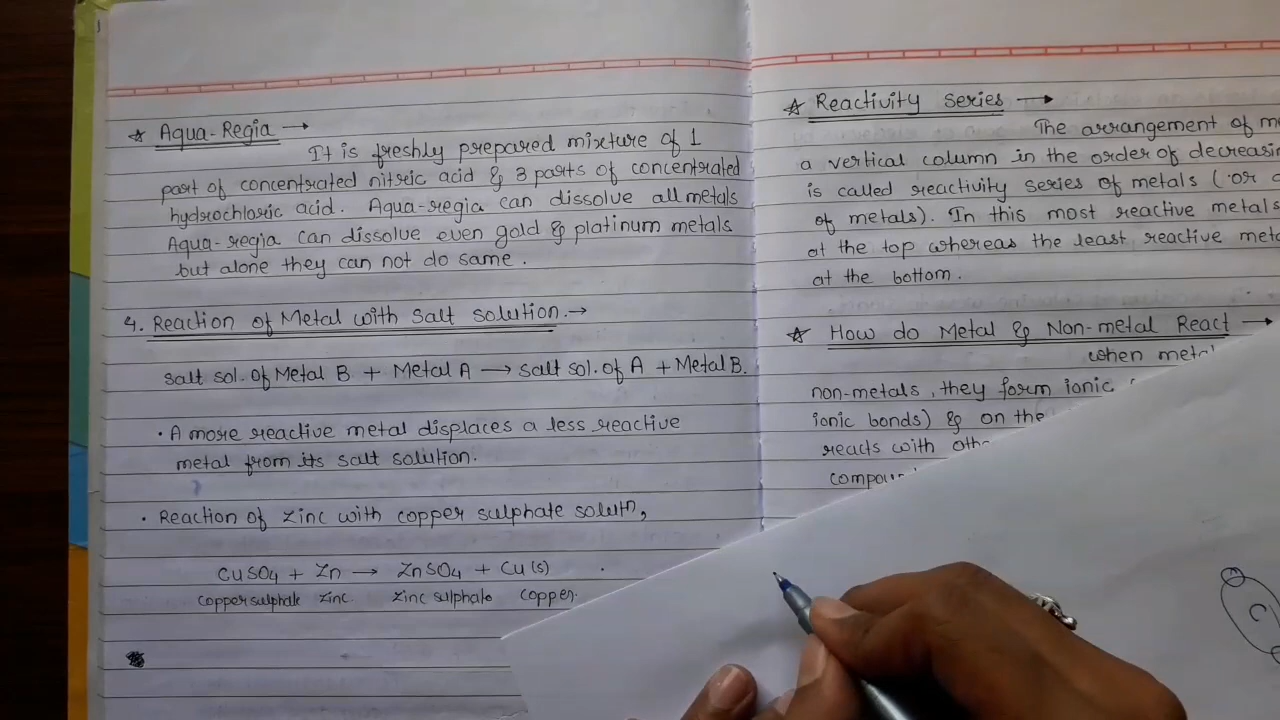 ☆ Aqua-Regia →
It is freshly prepared mixture of 1
part of concentrated nitric acid & 3 parts of concentrated
hydrochloric acid. Aqua-regia can dissolve all metals
Aqua-regia can dissolve even gold & platinum metals
but alone they can not do same.
4. Reaction of Metal with Salt solution. →
Salt sol. of Metal B + Metal A → Salt sol. of A + Metal B.
• A more reactive metal displaces a less reactive
metal from its salt solution.
• Reaction of zinc with copper sulphate solutn,
CuSO4 + Zn → ZnSO4 + Cu(s)
copper sulphate zinc. zinc sulphate copper.
☆ Reactivity series →
The arrangement of
a vertical column in the order of
is called reactivity series of metals (or
of metals). In this most reactive metals
at the top whereas the least reactive
at the bottom.
☆ How do Metal & Non-metal React →
when
non-metals, they form ionic
ionic bonds) & on the
reacts with
C